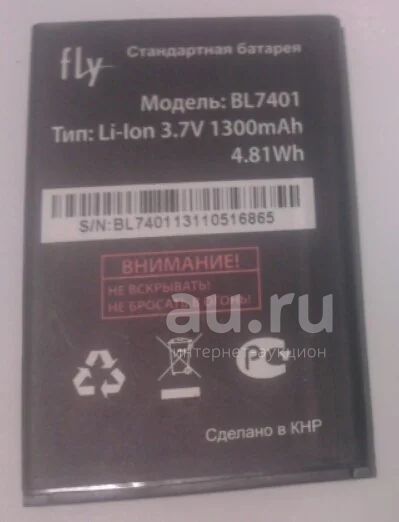 fly
Стандартная батарея
Модель: BL7401
Тип: Li-Ion 3.7V 1300mAh
4.81Wh
S/N:BL740113110516865
ВНИМАНИЕ!
НЕ ВСКРЫВАТЬ!
НЕ БРОСАТЬ В ОГОНЬ!
au.ru
интернет-аукцион
Сделано в КНР